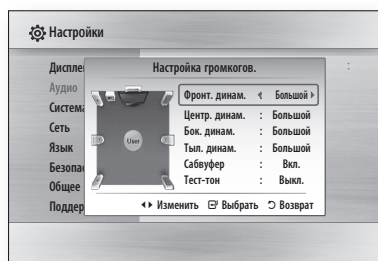 Настройки
Дисплей
Аудио
Система
Сеть
Язык
Безопас
Общее
Поддер
Настройка громкогов.
Фронт. динам. Большой
Центр. динам. : Большой
Бок. динам. : Большой
Тыл. динам. : Большой
Сабвуфер : Вкл.
Тест-тон : Выкл.
User
Изменить Выбрать Возврат